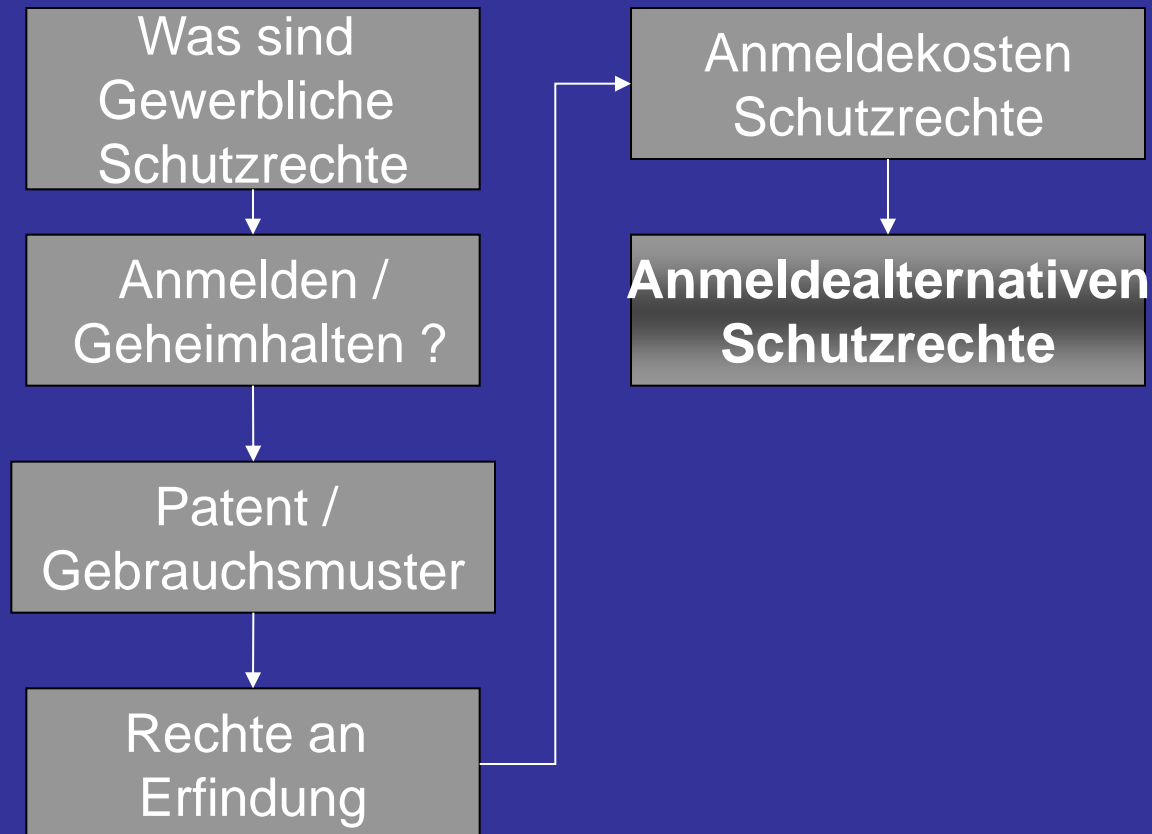 Was sind
Gewerbliche
Schutzrechte
Anmelden /
Geheimhalten ?
Patent /
Gebrauchsmuster
Rechte an
Erfindung
Anmeldekosten
Schutzrechte
Anmeldealternativen
Schutzrechte